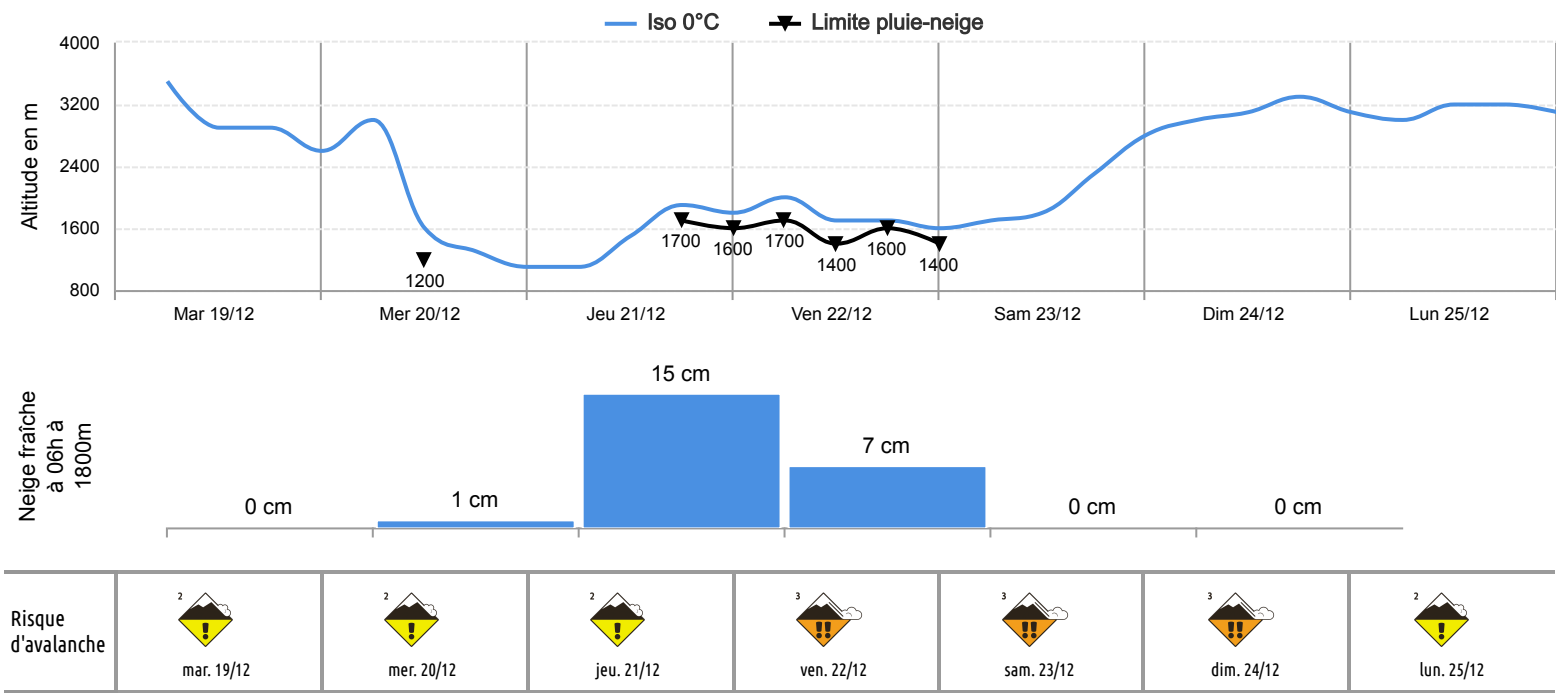 Iso 0°C Limite pluie-neige
Altitude en m
4000
3200
2400
1600
800
1200
1700
1600
1700
1400
1600
1400
Mar 19/12 Mer 20/12 Jeu 21/12 Ven 22/12 Sam 23/12 Dim 24/12 Lun 25/12
Neige fraîche
à 06h à
1800m
0 cm 1 cm 15 cm 7 cm 0 cm 0 cm
Risque
d'avalanche
2 2 2 3 3 3 2
! ! ! !! !! !! !
mar. 19/12 mer. 20/12 jeu. 21/12 ven. 22/12 sam. 23/12 dim. 24/12 lun. 25/12